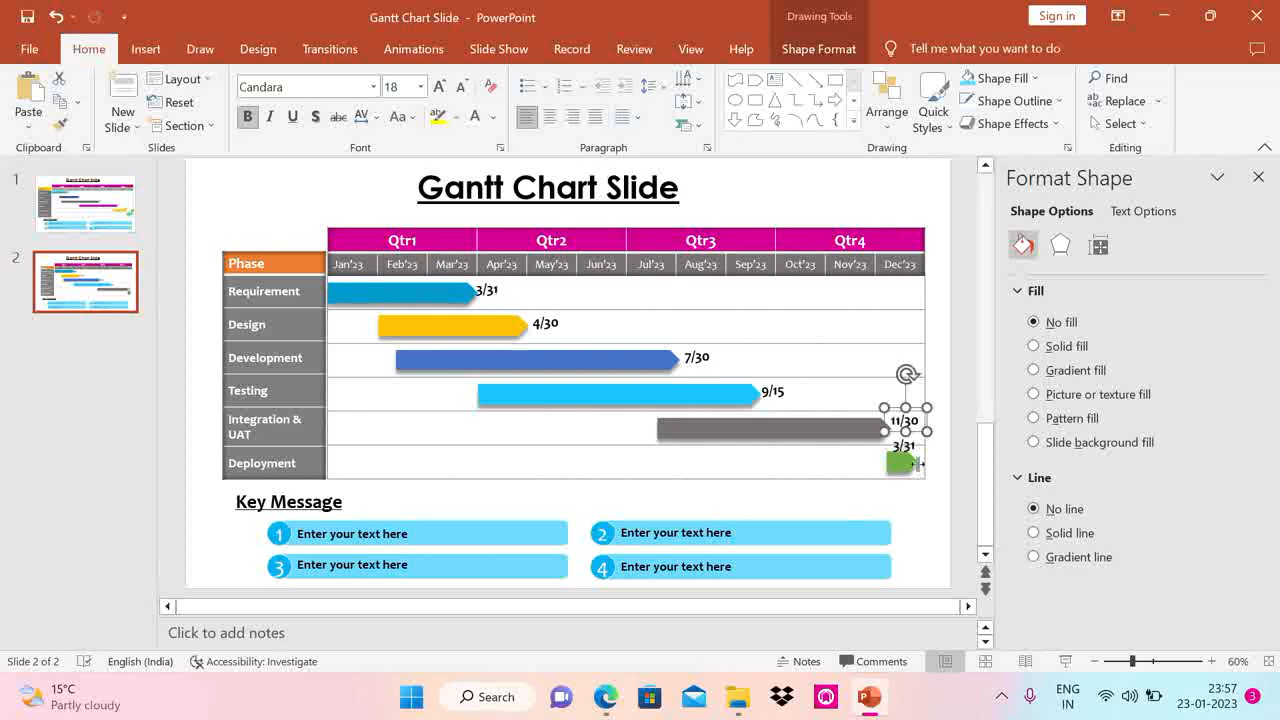 Gantt Chart Slide - PowerPoint
Drawing Tools
Sign in
File Home Insert Draw Design Transitions Animations Slide Show Record Review View Help Shape Format Tell me what you want to do
Paste
Clipboard
New Slide
Layout
Reset
Section
Slides
Candara 18
B I U S abc AV Aa A
Font
Paragraph
Arrange
Quick Styles
Shape Fill
Shape Outline
Shape Effects
Drawing
Find
Replace
Select
Editing
1
2
Gantt Chart Slide
Qtr1 Qtr2 Qtr3 Qtr4
Phase Jan'23 Feb'23 Mar'23 Apr'23 May'23 Jun'23 Jul'23 Aug'23 Sep'23 Oct'23 Nov'23 Dec'23
Requirement 3/31
Design 4/30
Development 7/30
Testing 9/15
Integration & UAT 11/30
3/31
Deployment
Key Message
1 Enter your text here 2 Enter your text here
3 Enter your text here 4 Enter your text here
Click to add notes
Format Shape
Shape Options Text Options
Fill
No fill
Solid fill
Gradient fill
Picture or texture fill
Pattern fill
Slide background fill
Line
No line
Solid line
Gradient line
Slide 2 of 2 English (India) Accessibility: Investigate Notes Comments 60%
15°C
Partly cloudy
Search
ENG
IN
23:57
23-01-2023
3